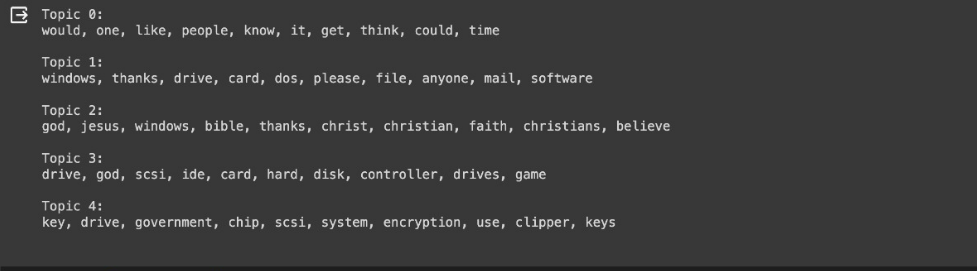 Topic 0:
would, one, like, people, know, it, get, think, could, time
Topic 1:
windows, thanks, drive, card, dos, please, file, anyone, mail, software
Topic 2:
god, jesus, windows, bible, thanks, christ, christian, faith, christians, believe
Topic 3:
drive, god, scsi, ide, card, hard, disk, controller, drives, game
Topic 4:
key, drive, government, chip, scsi, system, encryption, use, clipper, keys